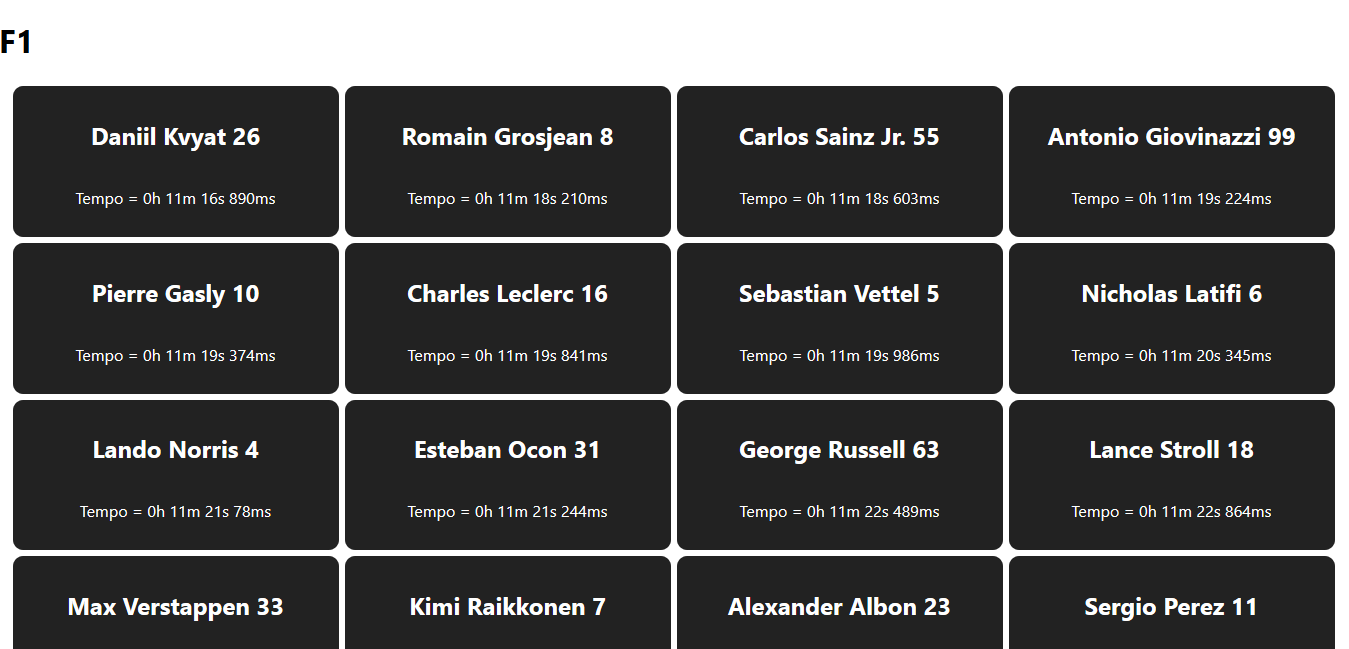 F1
Daniil Kvyat 26
Tempo = 0h 11m 16s 890ms
Romain Grosjean 8
Tempo = 0h 11m 18s 210ms
Carlos Sainz Jr. 55
Tempo = 0h 11m 18s 603ms
Antonio Giovinazzi 99
Tempo = 0h 11m 19s 224ms
Pierre Gasly 10
Tempo = 0h 11m 19s 374ms
Charles Leclerc 16
Tempo = 0h 11m 19s 841ms
Sebastian Vettel 5
Tempo = 0h 11m 19s 986ms
Nicholas Latifi 6
Tempo = 0h 11m 20s 345ms
Lando Norris 4
Tempo = 0h 11m 21s 78ms
Esteban Ocon 31
Tempo = 0h 11m 21s 244ms
George Russell 63
Tempo = 0h 11m 22s 489ms
Lance Stroll 18
Tempo = 0h 11m 22s 864ms
Max Verstappen 33
Kimi Raikkonen 7
Alexander Albon 23
Sergio Perez 11